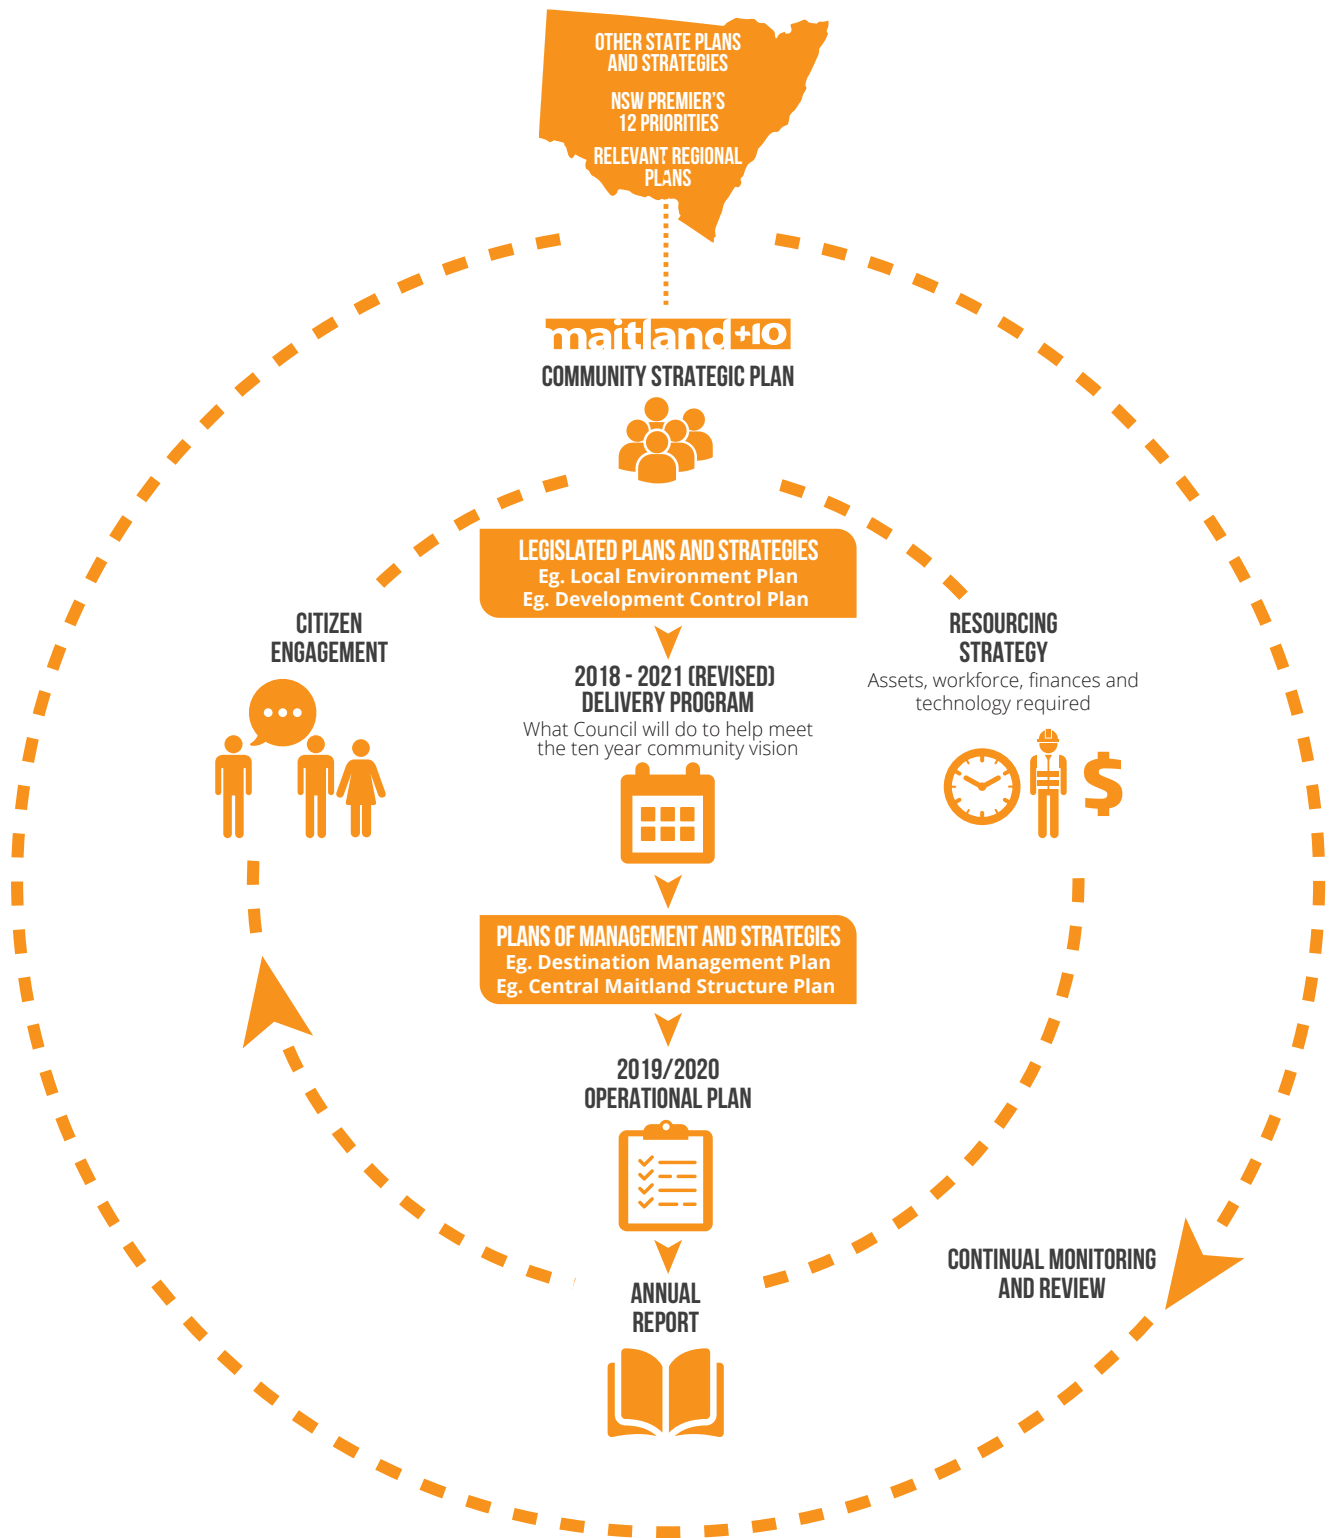 OTHER STATE PLANS
AND STRATEGIES
NSW PREMIER'S
12 PRIORITIES
RELEVANT REGIONAL
PLANS
maitland+10
COMMUNITY STRATEGIC PLAN
LEGISLATED PLANS AND STRATEGIES
Eg. Local Environment Plan
Eg. Development Control Plan
CITIZEN
ENGAGEMENT
2018 - 2021 (REVISED)
DELIVERY PROGRAM
What Council will do to help meet
the ten year community vision
RESOURCING
STRATEGY
Assets, workforce, finances and
technology required
$
PLANS OF MANAGEMENT AND STRATEGIES
Eg. Destination Management Plan
Eg. Central Maitland Structure Plan
2019/2020
OPERATIONAL PLAN
CONTINUAL MONITORING
AND REVIEW
ANNUAL
REPORT